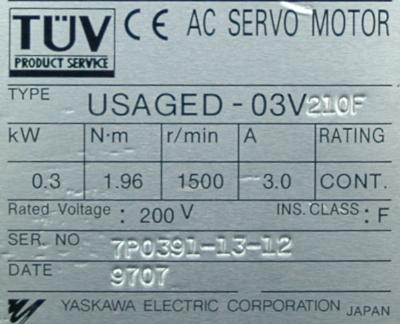 TÜV CE AC SERVO MOTOR
PRODUCT SERVICE
TYPE USAGED-03V210F
kW N·m r/min A RATING
0.3 1.96 1500 3.0 CONT.
Rated Voltage : 200 V INS. CLASS : F
SER. NO 7P0391-13-12
DATE 9707
YASKAWA ELECTRIC CORPORATION JAPAN